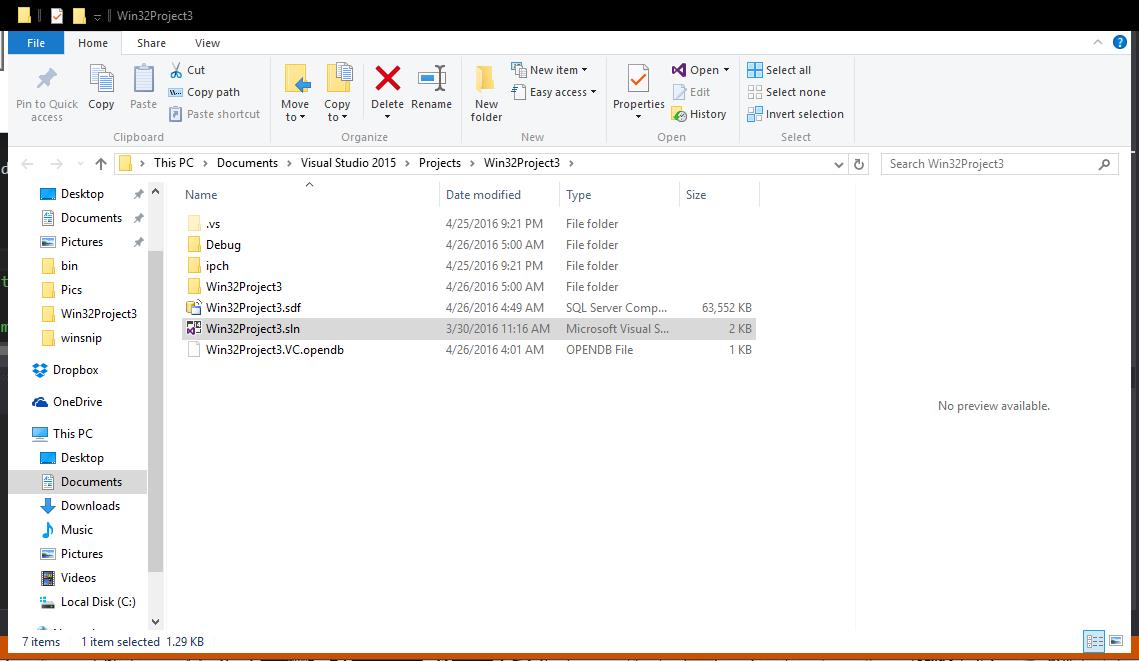 Win32Project3
File Home Share View
Pin to Quick access
Copy
Paste
Cut
Copy path
Paste shortcut
Clipboard
Move to
Copy to
Delete
Rename
Organize
New folder
New item
Easy access
New
Properties
Open
Edit
History
Open
Select all
Select none
Invert selection
Select
This PC > Documents > Visual Studio 2015 > Projects > Win32Project3 >
Search Win32Project3
Desktop
Documents
Pictures
bin
Pics
Win32Project3
winsnip
Dropbox
OneDrive
This PC
Desktop
Documents
Downloads
Music
Pictures
Videos
Local Disk (C:)
Name Date modified Type Size
.vs 4/25/2016 9:21 PM File folder
Debug 4/26/2016 5:00 AM File folder
ipch 4/25/2016 9:21 PM File folder
Win32Project3 4/26/2016 5:00 AM File folder
Win32Project3.sdf 4/26/2016 4:49 AM SQL Server Comp... 63,552 KB
Win32Project3.sln 3/30/2016 11:16 AM Microsoft Visual S... 2 KB
Win32Project3.VC.opendb 4/26/2016 4:01 AM OPENDB File 1 KB
No preview available.
7 items 1 item selected 1.29 KB